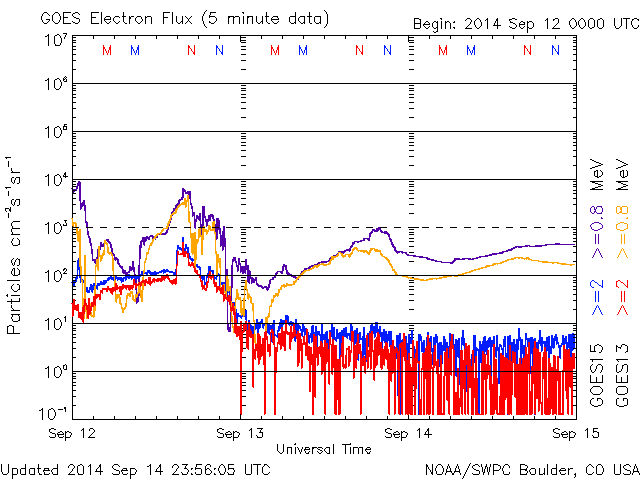 GOES Electron Flux (5 minute data)
Begin: 2014 Sep 12 0000 UTC
10⁷
M M N N M M N N M M N N
10⁶
10⁵
10⁴
10³
10²
10¹
10⁰
10⁻¹
Particles cm⁻²s⁻¹sr⁻¹
GOES15 >=2 >=0.8 MeV
GOES13 >=2 >=0.8 MeV
Sep 12 Sep 13 Sep 14 Sep 15
Universal Time
Updated 2014 Sep 14 23:56:05 UTC
NOAA/SWPC Boulder, CO USA